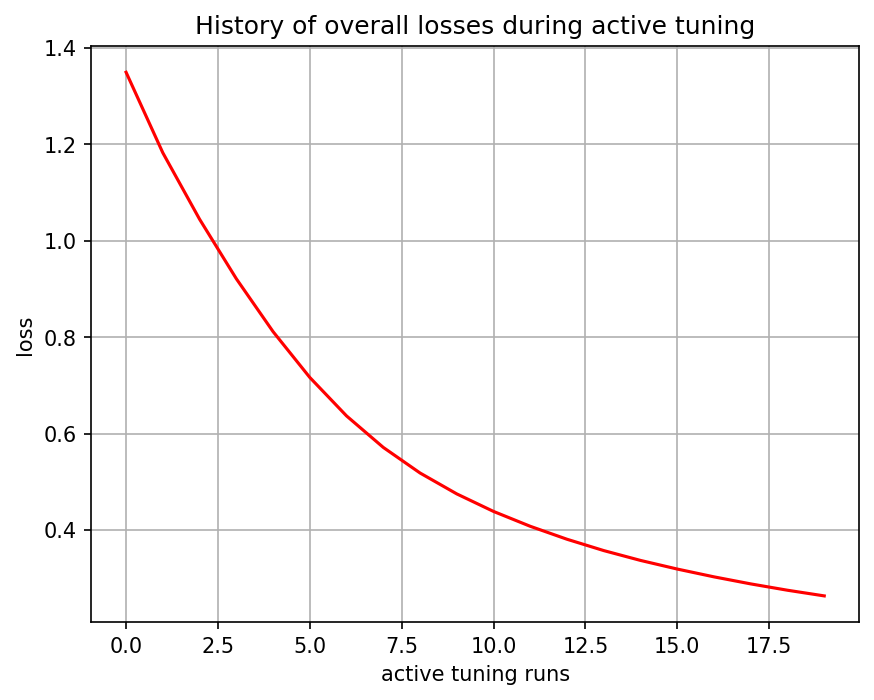 History of overall losses during active tuning
1.4
1.2
1.0
0.8
0.6
0.4
loss
0.0 2.5 5.0 7.5 10.0 12.5 15.0 17.5
active tuning runs